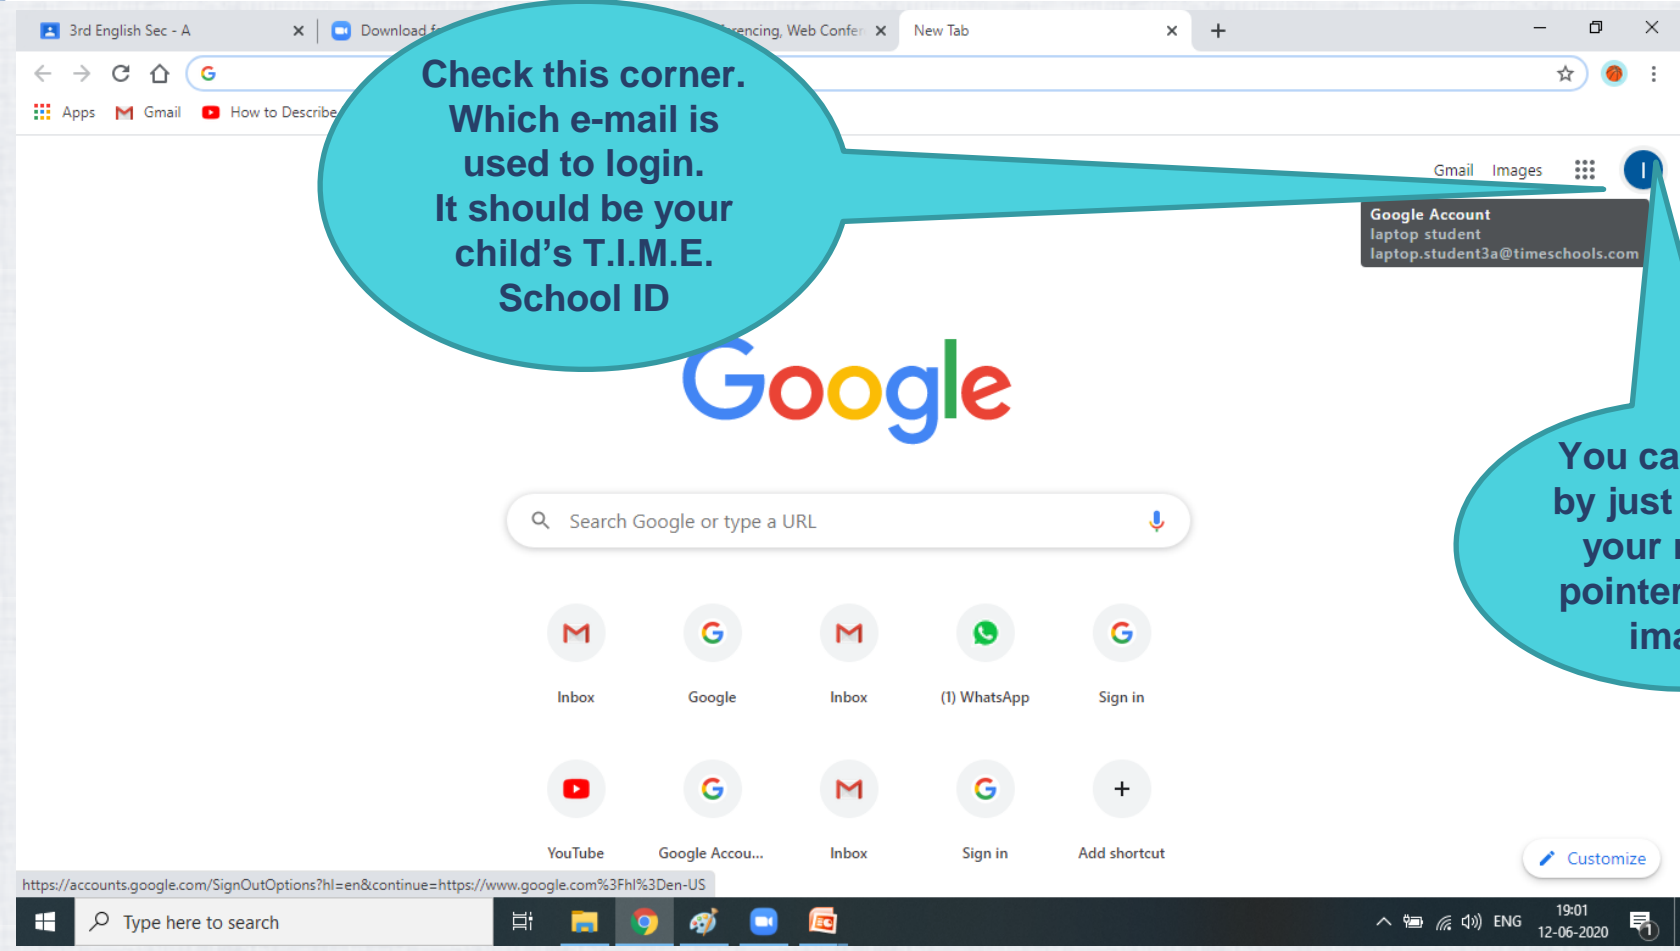 3rd English Sec - A
Download
encing, Web Confer
New Tab
Apps
Gmail
How to Describe
Check this corner.
Which e-mail is
used to login.
It should be your
child’s T.I.M.E.
School ID
Gmail
Images
I
Google Account
laptop student
laptop.student3a@timeschools.com
Google
You ca
by just
your
pointer
ima
Search Google or type a URL
Inbox
Google
Inbox
(1) WhatsApp
Sign in
YouTube
Google Accou...
Inbox
Sign in
Add shortcut
Customize
https://accounts.google.com/SignOutOptions?hl=en&continue=https://www.google.com%3Fhl%3Den-US
Type here to search
ENG
19:01
12-06-2020
1